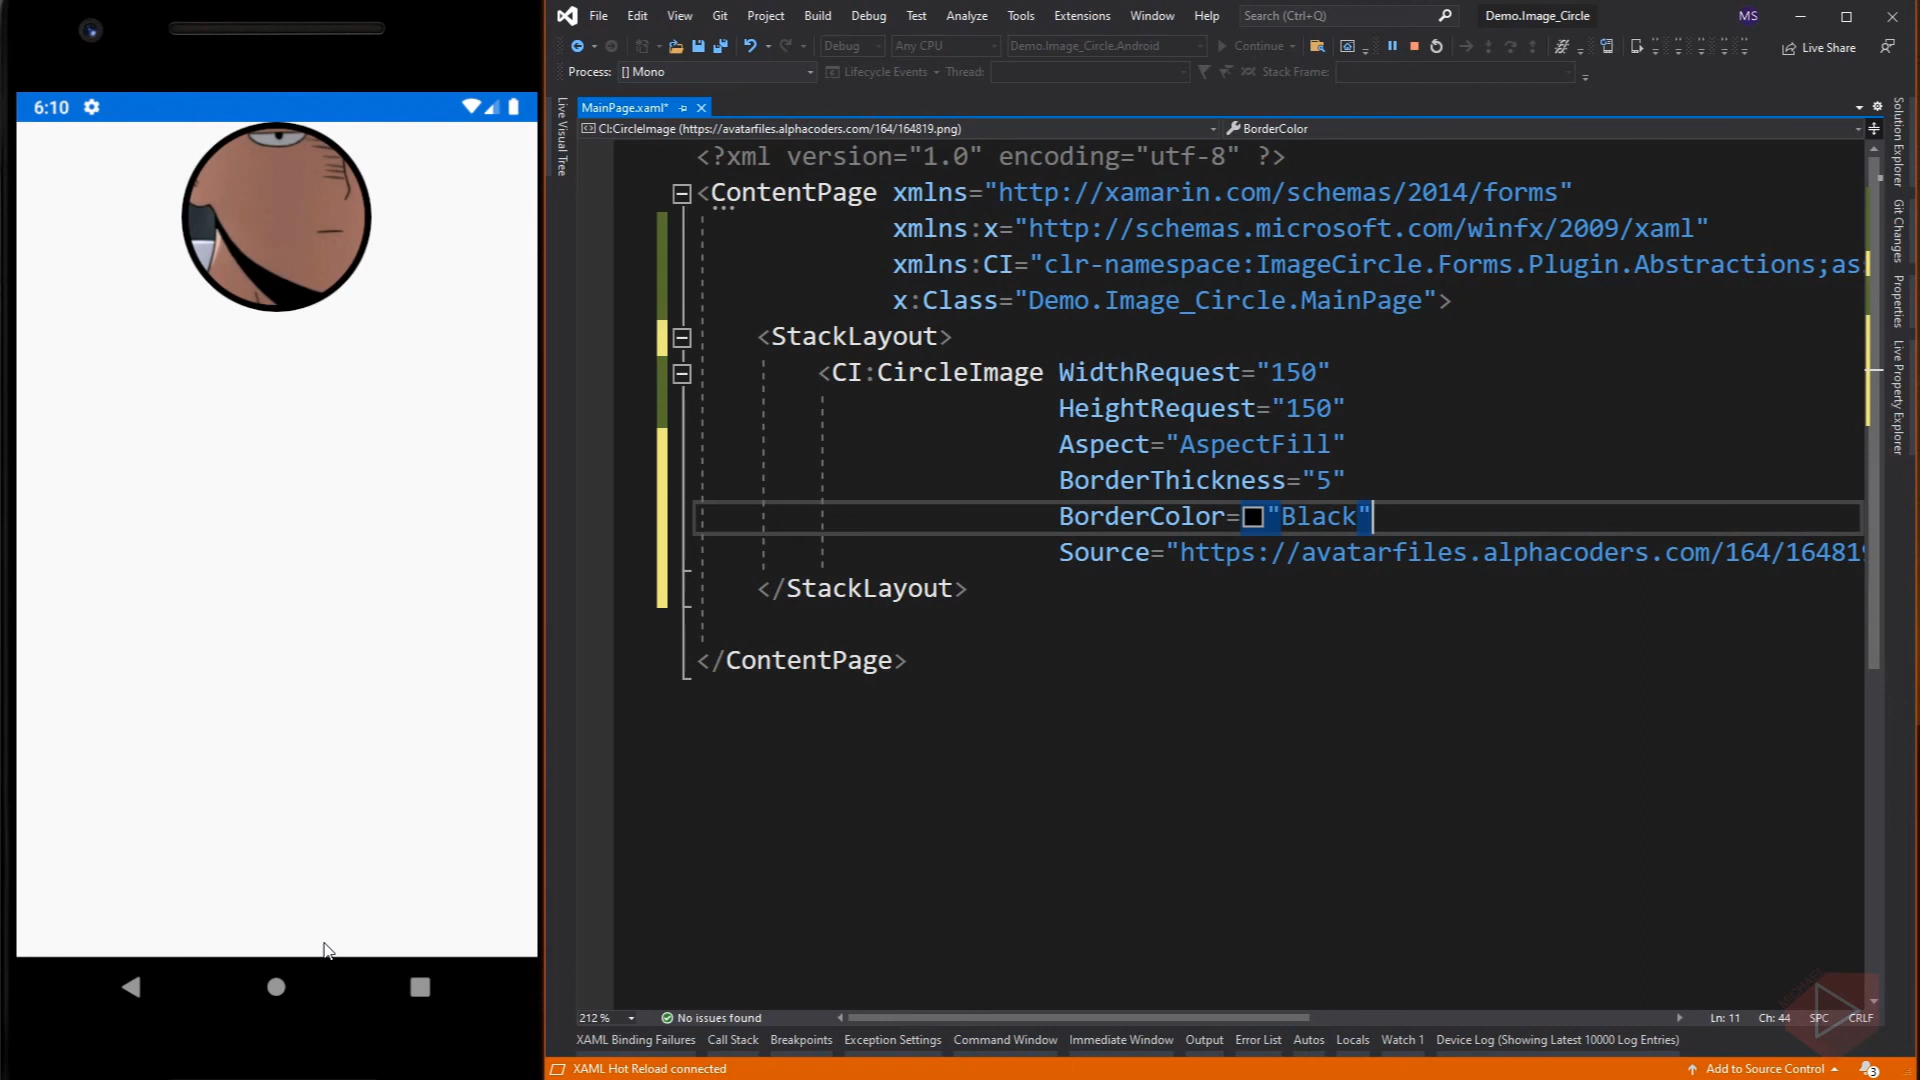 6:10
File Edit View Git Project Build Debug Test Analyze Tools Extensions Window Help Search (Ctrl+Q) Demo.Image_Circle MS
Debug Any CPU Demo.Image_Circle.Android Continue Live Share
Process: [] Mono Lifecycle Events Thread: Stack Frame:
Live Visual Tree
MainPage.xaml*
CI:CircleImage (https://avatarfiles.alphacoders.com/164/164819.png) BorderColor
<?xml version="1.0" encoding="utf-8" ?>
<ContentPage xmlns="http://xamarin.com/schemas/2014/forms"
xmlns:x="http://schemas.microsoft.com/winfx/2009/xaml"
xmlns:CI="clr-namespace:ImageCircle.Forms.Plugin.Abstractions;as
x:Class="Demo.Image_Circle.MainPage">
<StackLayout>
<CI:CircleImage WidthRequest="150"
HeightRequest="150"
Aspect="AspectFill"
BorderThickness="5"
BorderColor="Black"
Source="https://avatarfiles.alphacoders.com/164/164819
</StackLayout>
</ContentPage>
Solution Explorer
Git Changes
Properties
Live Property Explorer
212 % No issues found Ln: 11 Ch: 44 SPC CRLF
XAML Binding Failures Call Stack Breakpoints Exception Settings Command Window Immediate Window Output Error List Autos Locals Watch 1 Device Log (Showing Latest 10000 Log Entries)
XAML Hot Reload connected Add to Source Control 3
MICHAEL